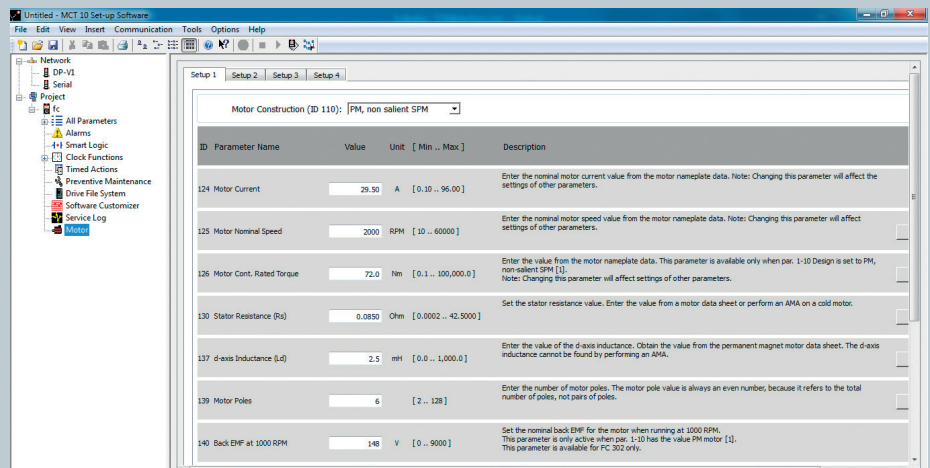 Untitled - MCT 10 Set-up Software
File Edit View Insert Communication Tools Options Help
Network
DP-V1
Serial
Project
fc
All Parameters
Alarms
Smart Logic
Clock Functions
Timed Actions
Preventive Maintenance
Drive File System
Software Customizer
Service Log
Motor
Setup 1 Setup 2 Setup 3 Setup 4
Motor Construction (ID 110): PM, non salient SPM
ID Parameter Name Value Unit [ Min .. Max ] Description
124 Motor Current 29.50 A [ 0.10 .. 96.00 ]
Enter the nominal motor current value from the motor nameplate data. Note: Changing this parameter will affect the
settings of other parameters.
125 Motor Nominal Speed 2000 RPM [ 10 .. 60000 ]
Enter the nominal motor speed value from the motor nameplate data. Note: Changing this parameter will affect
settings of other parameters.
126 Motor Cont. Rated Torque 72.0 Nm [ 0.1 .. 100,000.0 ]
Enter the value from the motor nameplate data. This parameter is available only when par. 1-10 Design is set to PM,
non-salient SPM [1].
Note: Changing this parameter will affect settings of other parameters.
130 Stator Resistance (Rs) 0.0850 Ohm [ 0.0002 .. 42.5000 ]
Set the stator resistance value. Enter the value from a motor data sheet or perform an AMA on a cold motor.
137 d-axis Inductance (Ld) 2.5 mH [ 0.0 .. 1,000.0 ]
Enter the value of the d-axis inductance. Obtain the value from the permanent magnet motor data sheet. The d-axis
inductance cannot be found by performing an AMA.
139 Motor Poles 6 [ 2 .. 128 ]
Enter the number of motor poles. The motor pole value is always an even number, because it refers to the total
number of poles, not pairs of poles.
140 Back EMF at 1000 RPM 148 V [ 0 .. 9000 ]
Set the nominal back EMF for the motor when running at 1000 RPM.
This parameter is only active when par. 1-10 has the value PM motor [1].
This parameter is available for FC 302 only.